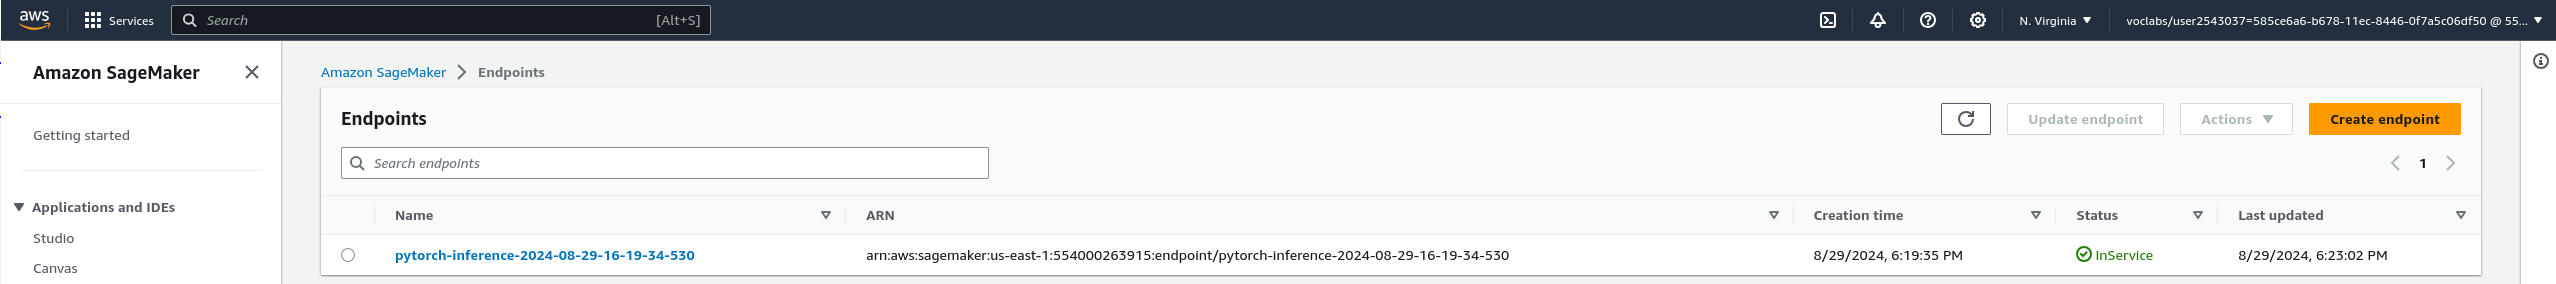 aws Services Search [Alt+S] N. Virginia voclabs/user2543037=585ce6a6-b678-11ec-8446-0f7a5c06df50 @ 55...
Amazon SageMaker
Getting started
Applications and IDEs
Studio
Canvas
Amazon SageMaker > Endpoints
Endpoints
Update endpoint Actions Create endpoint
Search endpoints
1
Name ARN Creation time Status Last updated
pytorch-inference-2024-08-29-16-19-34-530 arn:aws:sagemaker:us-east-1:554000263915:endpoint/pytorch-inference-2024-08-29-16-19-34-530 8/29/2024, 6:19:35 PM InService 8/29/2024, 6:23:02 PM